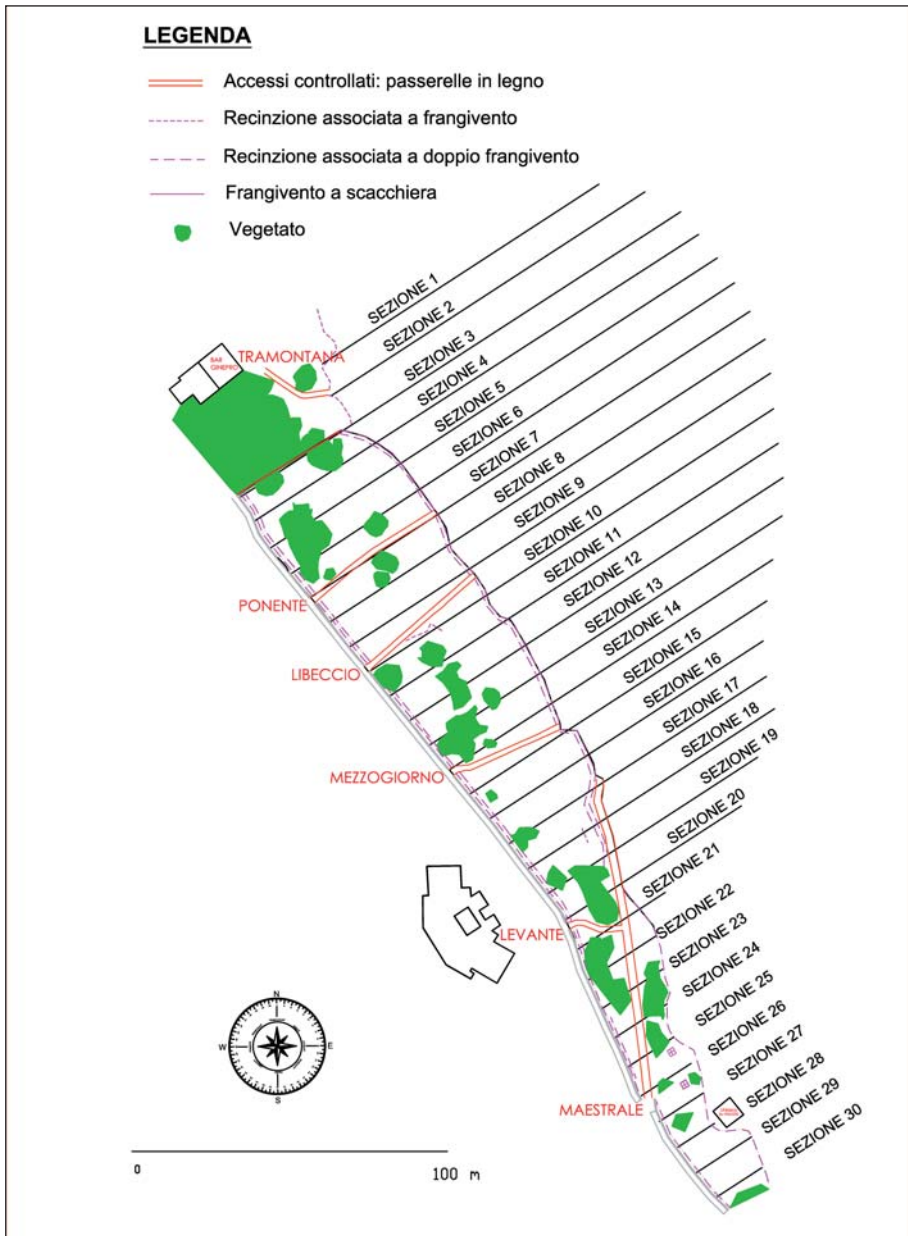 LEGENDA
Accessi controllati: passerelle in legno
Recinzione associata a frangivento
Recinzione associata a doppio frangivento
Frangivento a scacchiera
Vegetato
SEZIONE 1
SEZIONE 2
SEZIONE 3
SEZIONE 4
SEZIONE 5
SEZIONE 6
SEZIONE 7
SEZIONE 8
SEZIONE 9
SEZIONE 10
SEZIONE 11
SEZIONE 12
SEZIONE 13
SEZIONE 14
SEZIONE 15
SEZIONE 16
SEZIONE 17
SEZIONE 18
SEZIONE 19
SEZIONE 20
SEZIONE 21
SEZIONE 22
SEZIONE 23
SEZIONE 24
SEZIONE 25
SEZIONE 26
SEZIONE 27
SEZIONE 28
SEZIONE 29
SEZIONE 30
BAR
GINEPRO
TRAMONTANA
PONENTE
LIBECCIO
MEZZOGIORNO
LEVANTE
MAESTRALE
N
W
E
S
0
100 m